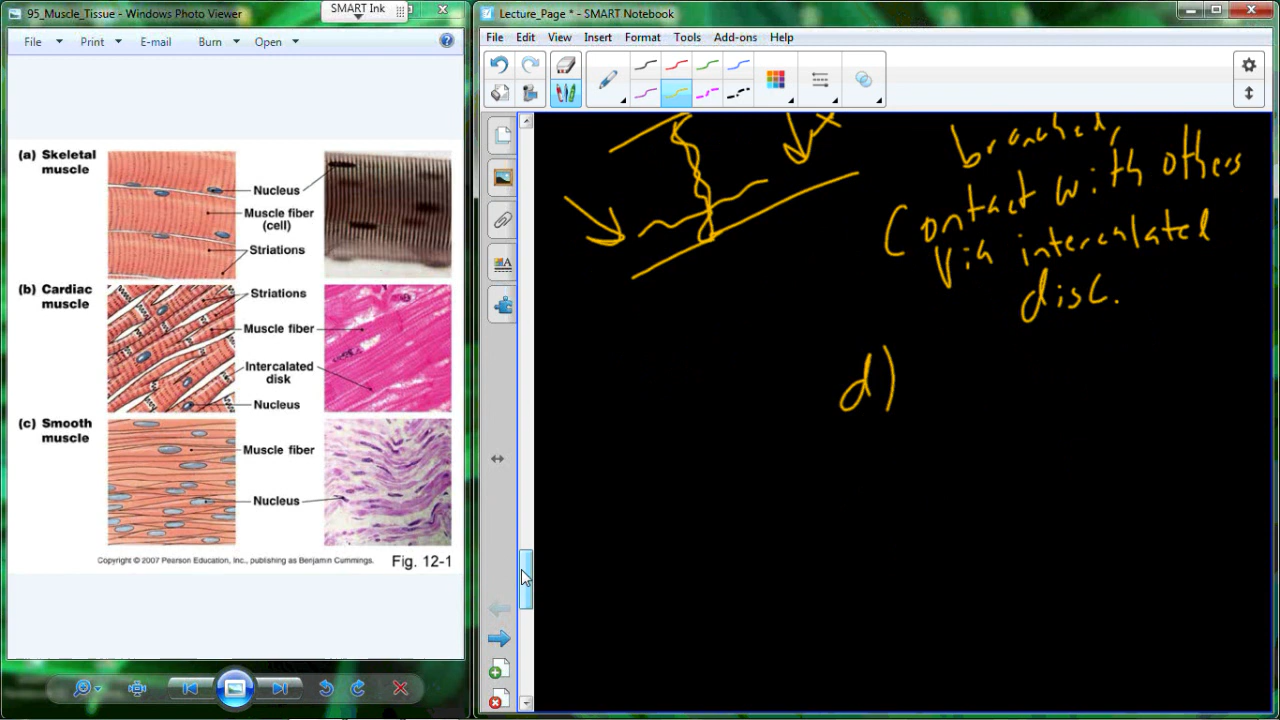 95_Muscle_Tissue - Windows Photo Viewer
SMART Ink
File Print E-mail Burn Open
(a) Skeletal
muscle
Nucleus
Muscle fiber
(cell)
Striations
(b) Cardiac
muscle
Striations
Muscle fiber
Intercalated
disk
Nucleus
(c) Smooth
muscle
Muscle fiber
Nucleus
Copyright © 2007 Pearson Education, Inc., publishing as Benjamin Cummings.
Fig. 12-1
Lecture_Page * - SMART Notebook
File Edit View Insert Format Tools Add-ons Help
branched,
Contact with others
via intercalated
disc.
d)